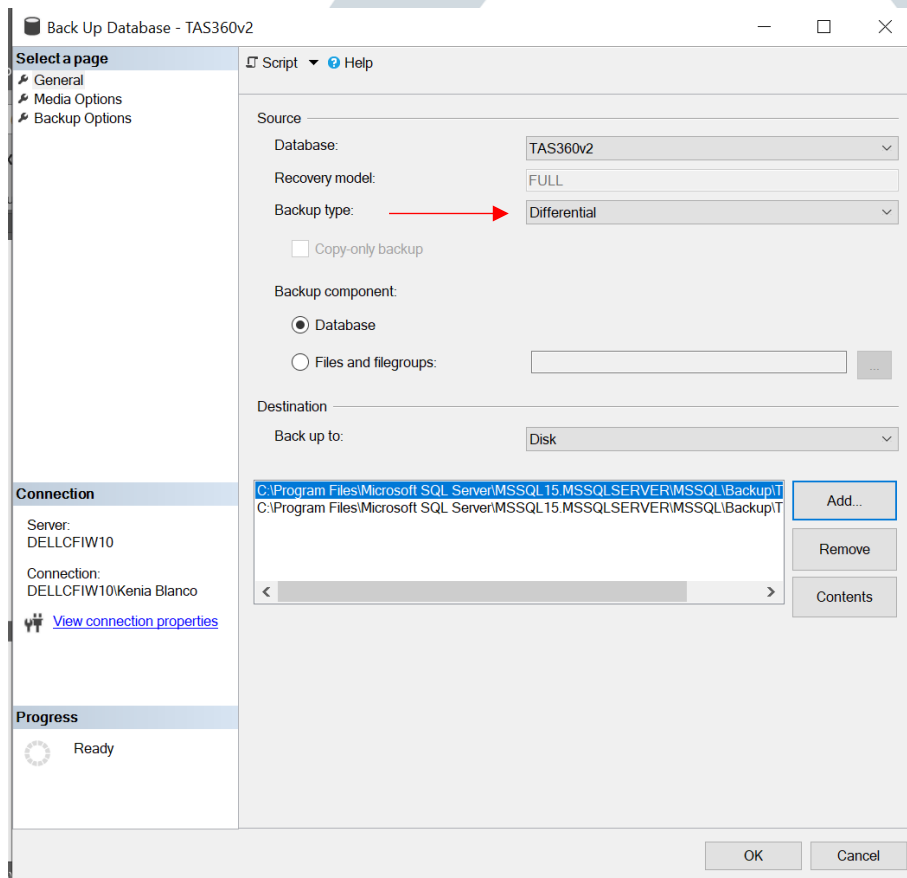 Back Up Database - TAS360v2
Select a page
General
Media Options
Backup Options
Script
Help
Source
Database:
TAS360v2
Recovery model:
FULL
Backup type:
Differential
Copy-only backup
Backup component:
Database
Files and filegroups:
...
Destination
Back up to:
Disk
C:\Program Files\Microsoft SQL Server\MSSQL15.MSSQLSERVER\MSSQL\Backup\T
C:\Program Files\Microsoft SQL Server\MSSQL15.MSSQLSERVER\MSSQL\Backup\T
Add...
Remove
Contents
Connection
Server:
DELLCFIW10
Connection:
DELLCFIW10\Kenia Blanco
View connection properties
Progress
Ready
OK
Cancel